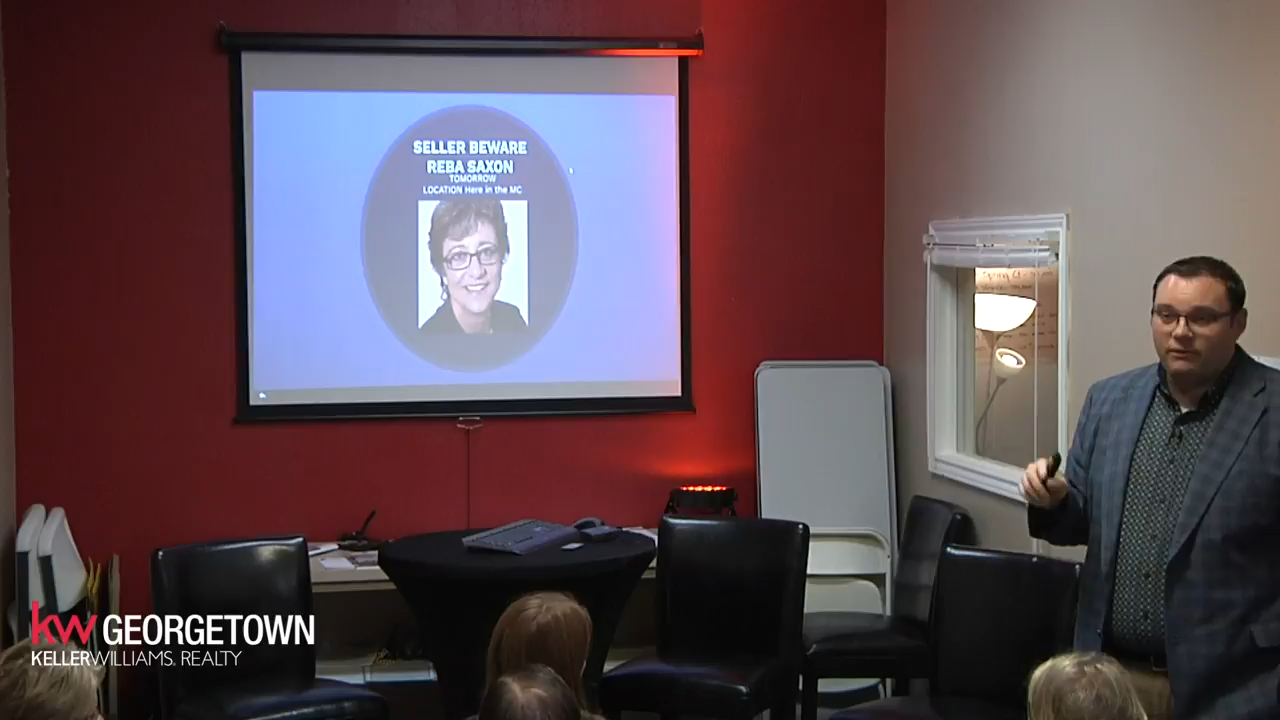 SELLER BEWARE
REBA SAXON
TOMORROW
LOCATION Here in the MC
kw GEORGETOWN
KELLERWILLIAMS. REALTY